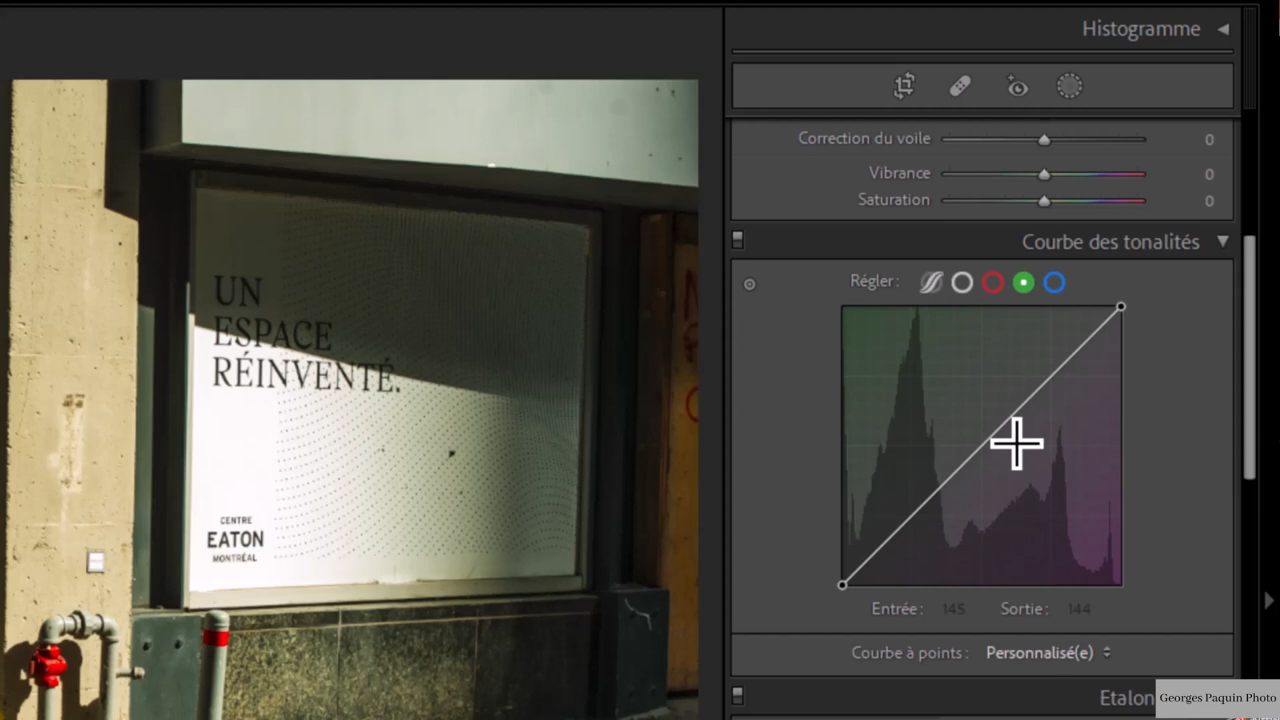 Histogramme
Correction du voile 0
Vibrance 0
Saturation 0
Courbe des tonalités
Régler :
UN
ESPACE
RÉINVENTÉ.
CENTRE
EATON
MONTRÉAL
Entrée : 145 Sortie : 144
Courbe à points : Personnalisé(e)
Etalon
Georges Paquin Photo